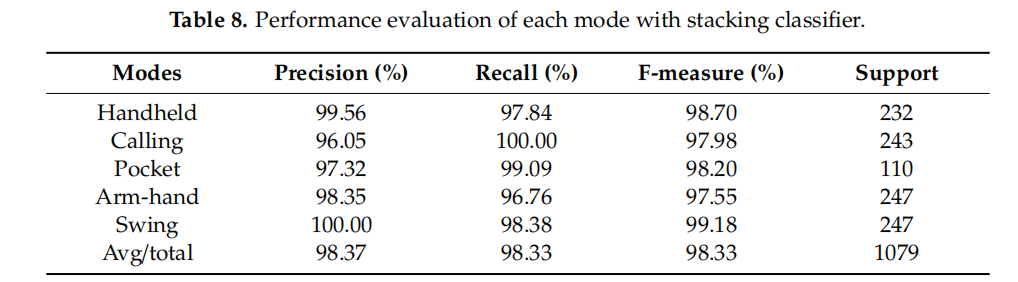 Table 8. Performance evaluation of each mode with stacking classifier.
Modes Precision (%) Recall (%) F-measure (%) Support
Handheld 99.56 97.84 98.70 232
Calling 96.05 100.00 97.98 243
Pocket 97.32 99.09 98.20 110
Arm-hand 98.35 96.76 97.55 247
Swing 100.00 98.38 99.18 247
Avg/total 98.37 98.33 98.33 1079